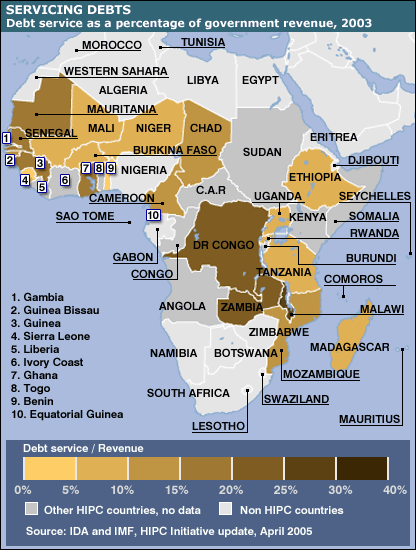 SERVICING DEBTS
Debt service as a percentage of government revenue, 2003
MOROCCO
TUNISIA
WESTERN SAHARA
ALGERIA
LIBYA
EGYPT
MAURITANIA
1
SENEGAL
MALI
NIGER
CHAD
ERITREA
2
3
BURKINA FASO
SUDAN
DJIBOUTI
4
5
6
7
8
9
NIGERIA
ETHIOPIA
CAMEROON
C.A.R
UGANDA
SEYCHELLES
SAO TOME
10
KENYA
SOMALIA
RWANDA
GABON
DR CONGO
BURUNDI
CONGO
TANZANIA
COMOROS
ANGOLA
ZAMBIA
MALAWI
ZIMBABWE
NAMIBIA
BOTSWANA
MADAGASCAR
MOZAMBIQUE
SOUTH AFRICA
SWAZILAND
LESOTHO
MAURITIUS
1. Gambia
2. Guinea Bissau
3. Guinea
4. Sierra Leone
5. Liberia
6. Ivory Coast
7. Ghana
8. Togo
9. Benin
10. Equatorial Guinea
Debt service / Revenue
0% 5% 10% 15% 20% 25% 30% 40%
Other HIPC countries, no data
Non HIPC countries
Source: IDA and IMF, HIPC Initiative update, April 2005